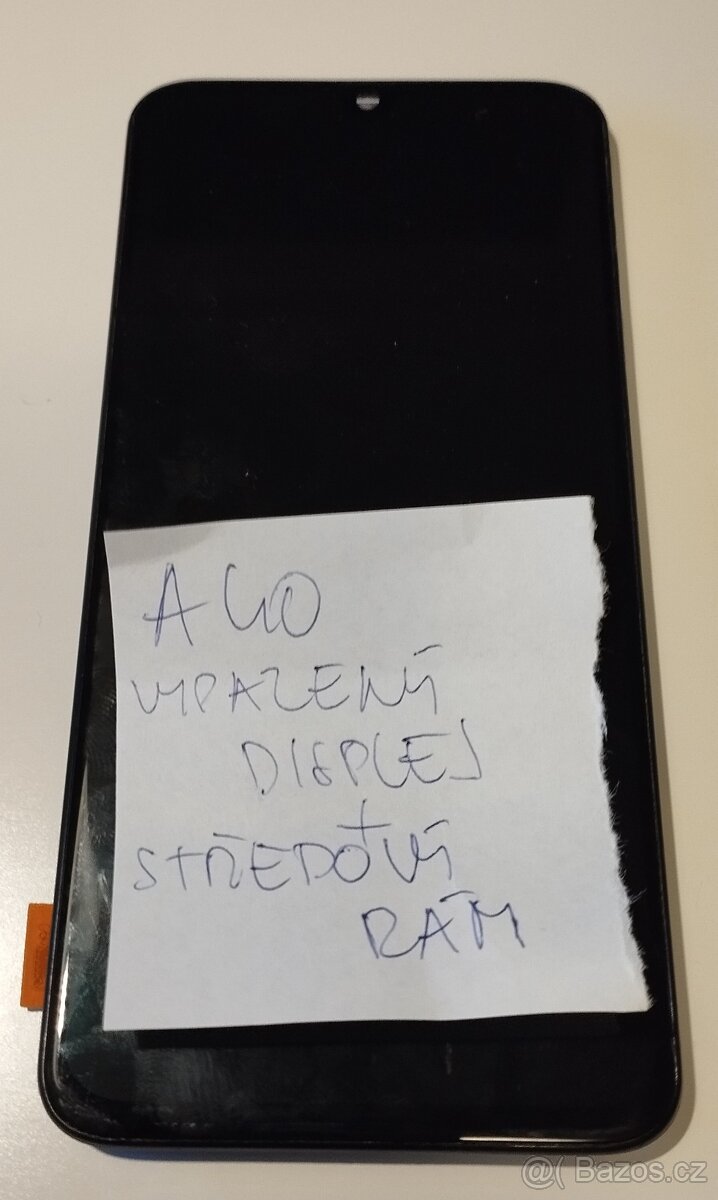 A40
VYPALENÝ
DISPLEJ
+
STŘEDOVÝ
RÁM
@( Bazos.cz